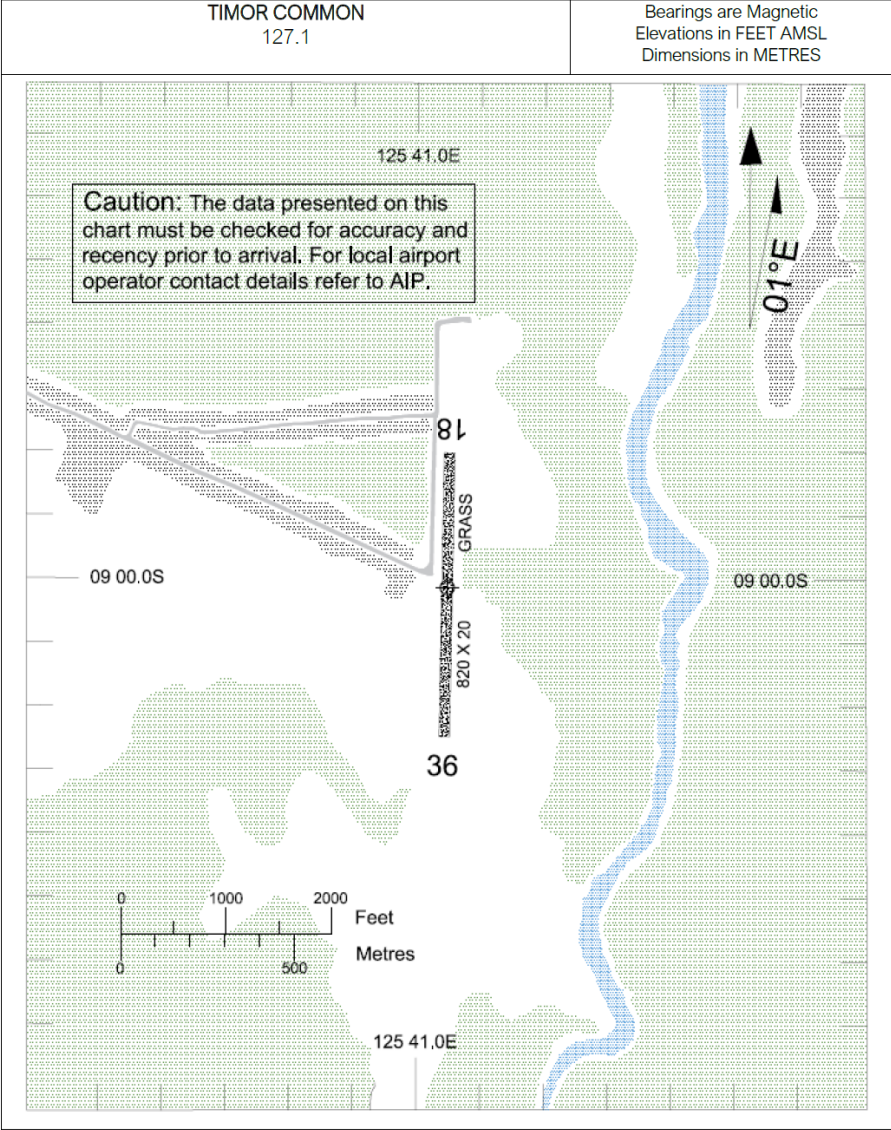 TIMOR COMMON
127.1
Bearings are Magnetic
Elevations in FEET AMSL
Dimensions in METRES
125 41.0E
Caution: The data presented on this
chart must be checked for accuracy and
recency prior to arrival. For local airport
operator contact details refer to AIP.
01°E
18
GRASS
09 00.0S
09 00.0S
820 X 20
36
0 1000 2000
Feet
Metres
0 500
125 41.0E